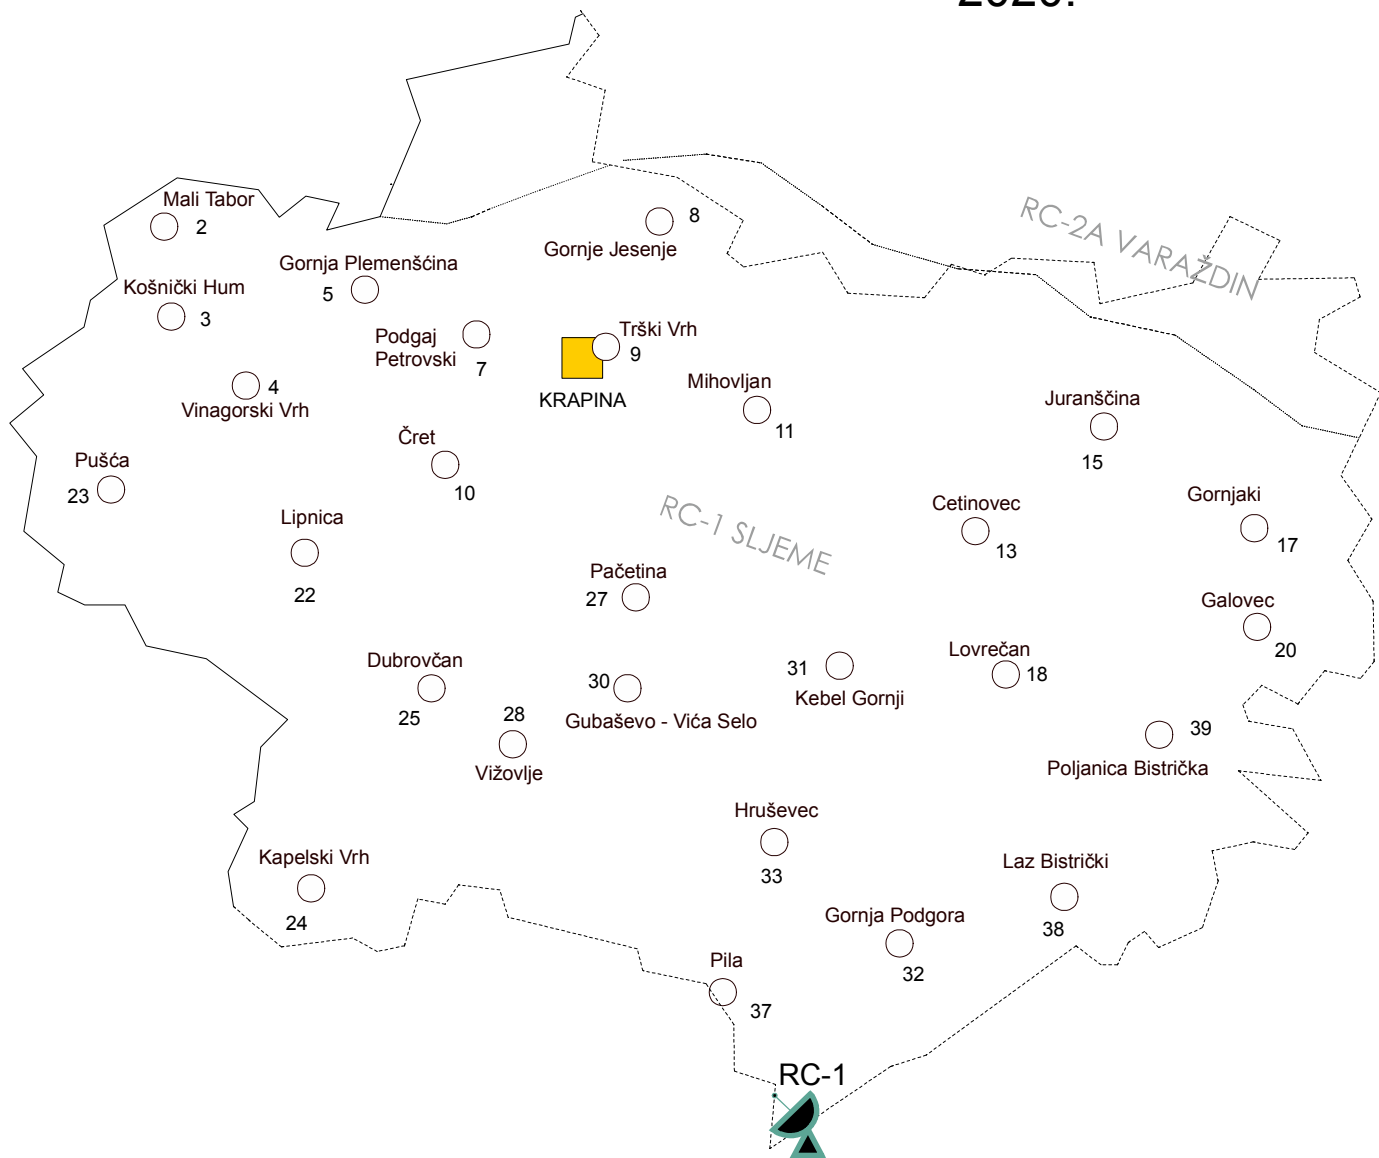 Mali Tabor
2
8
Gornje Jesenje
RC-2A VARAŽDIN
Gornja Plemenšćina
5
Košnički Hum
3
Podgaj
Petrovski
7
Trški Vrh
9
KRAPINA
4
Vinagorski Vrh
Mihovljan
11
Juranščina
15
Čret
10
Pušća
23
Lipnica
22
RC-1 SLJEME
Cetinovec
13
Gornjaki
17
Pačetina
27
Galovec
20
Dubrovčan
25
30
Gubaševo - Vića Selo
31
Kebel Gornji
Lovrečan
18
28
Vižovlje
39
Poljanica Bistrička
Hruševec
33
Kapelski Vrh
24
Laz Bistrički
38
Gornja Podgora
32
Pila
37
RC-1